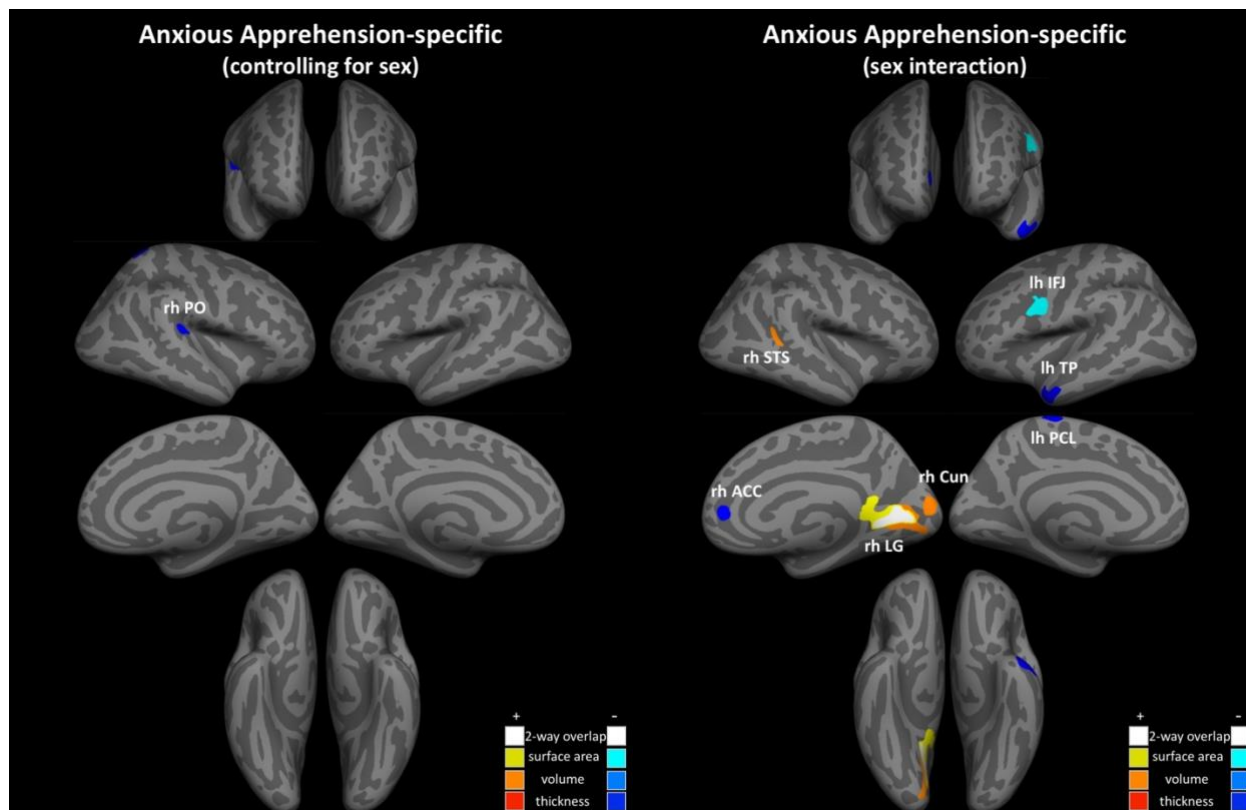 Anxious Apprehension-specific
(controlling for sex)
rh PO
+ -
2-way overlap
surface area
volume
thickness
Anxious Apprehension-specific
(sex interaction)
lh IFJ
rh STS
lh TP
lh PCL
rh Cun
rh ACC
rh LG
+ -
2-way overlap
surface area
volume
thickness